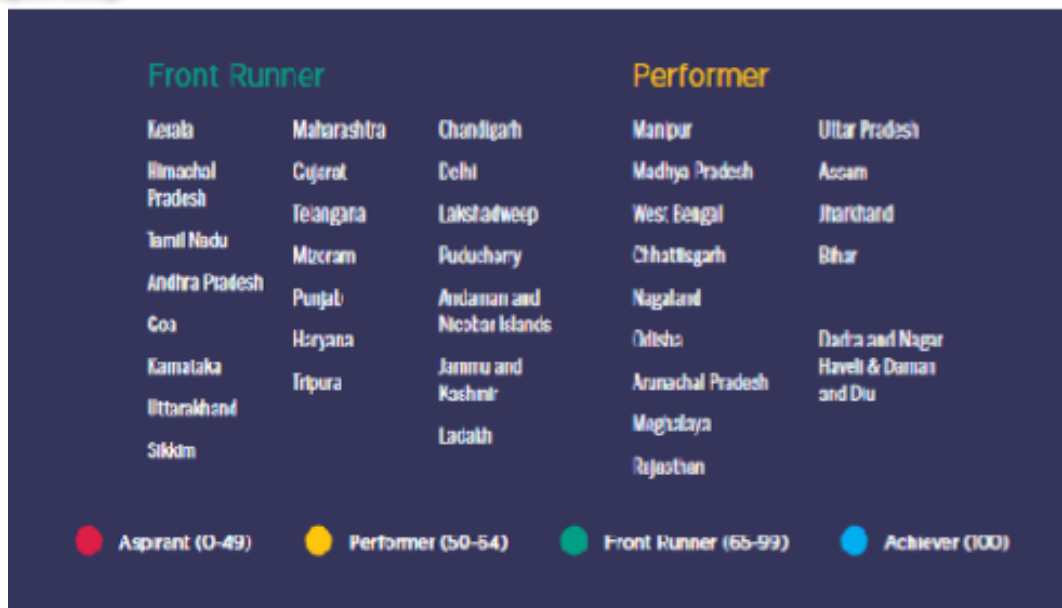 Front Runner
Kerala
Himachal
Pradesh
Tamil Nadu
Andhra Pradesh
Goa
Karnataka
Uttarakhand
Sikkim
Maharashtra
Gujarat
Telangana
Mizoram
Punjab
Haryana
Tripura
Chandigarh
Delhi
Lakshadweep
Puducherry
Andaman and
Nicobar Islands
Jammu and
Kashmir
Ladakh
Performer
Manipur
Madhya Pradesh
West Bengal
Chhattisgarh
Nagaland
Odisha
Arunachal Pradesh
Meghalaya
Rajasthan
Uttar Pradesh
Assam
Jharkhand
Bihar
Dadra and Nagar
Haveli & Daman
and Diu
Aspirant (0-49)
Performer (50-64)
Front Runner (65-99)
Achiever (100)